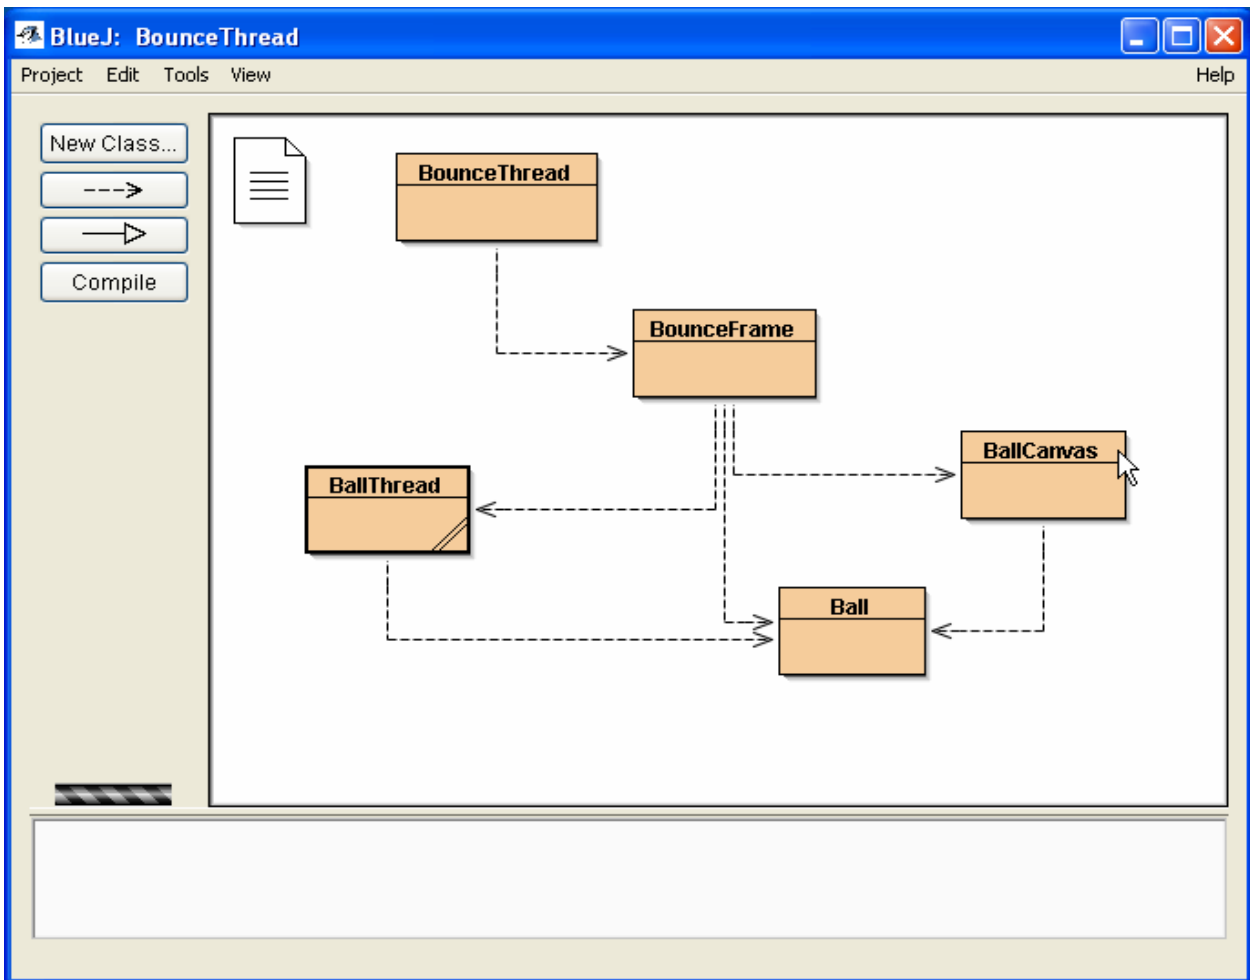 BlueJ: BounceThread
Project Edit Tools View Help
New Class...
Compile
BounceThread
BounceFrame
BallCanvas
BallThread
Ball